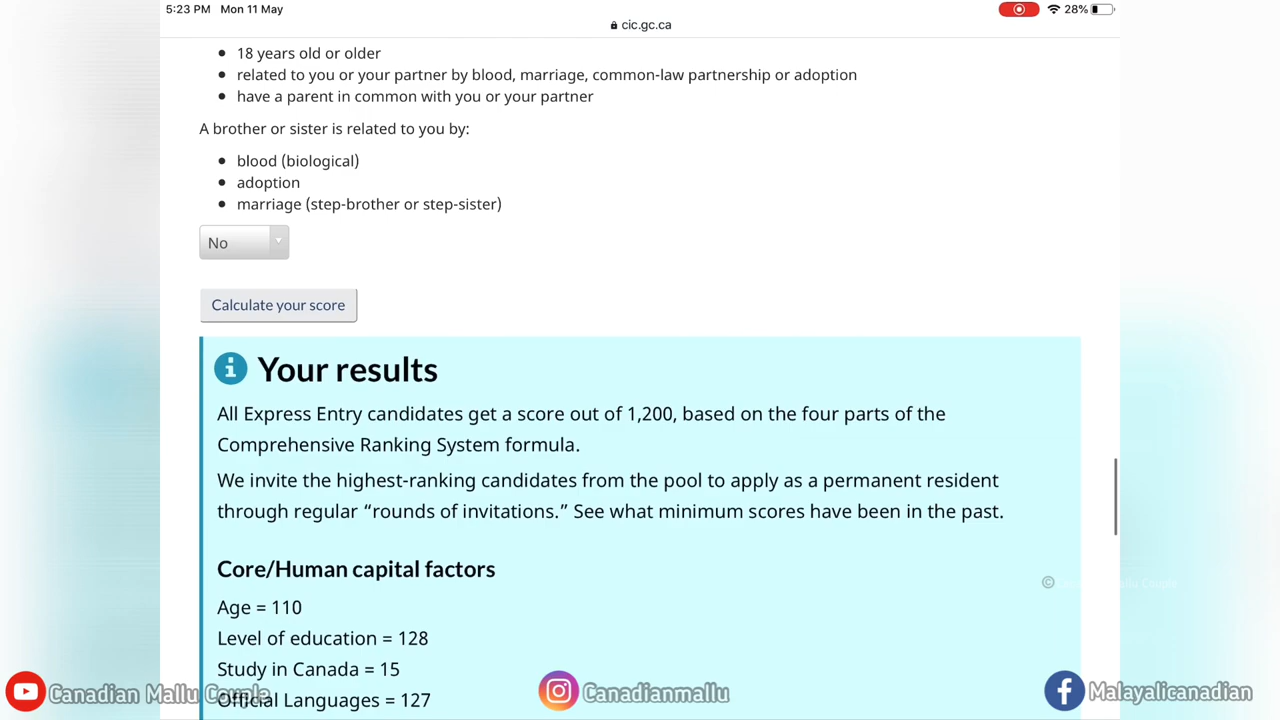 5:23 PM Mon 11 May
28%
cic.gc.ca
18 years old or older
related to you or your partner by blood, marriage, common-law partnership or adoption
have a parent in common with you or your partner
A brother or sister is related to you by:
blood (biological)
adoption
marriage (step-brother or step-sister)
No
Calculate your score
Your results
All Express Entry candidates get a score out of 1,200, based on the four parts of the
Comprehensive Ranking System formula.
We invite the highest-ranking candidates from the pool to apply as a permanent resident
through regular “rounds of invitations.” See what minimum scores have been in the past.
Core/Human capital factors
Age = 110
Level of education = 128
Study in Canada = 15
Official Languages = 127
© Canadian Mallu Couple
Canadian Mallu Couple
Canadianmallu
Malayalicanadian